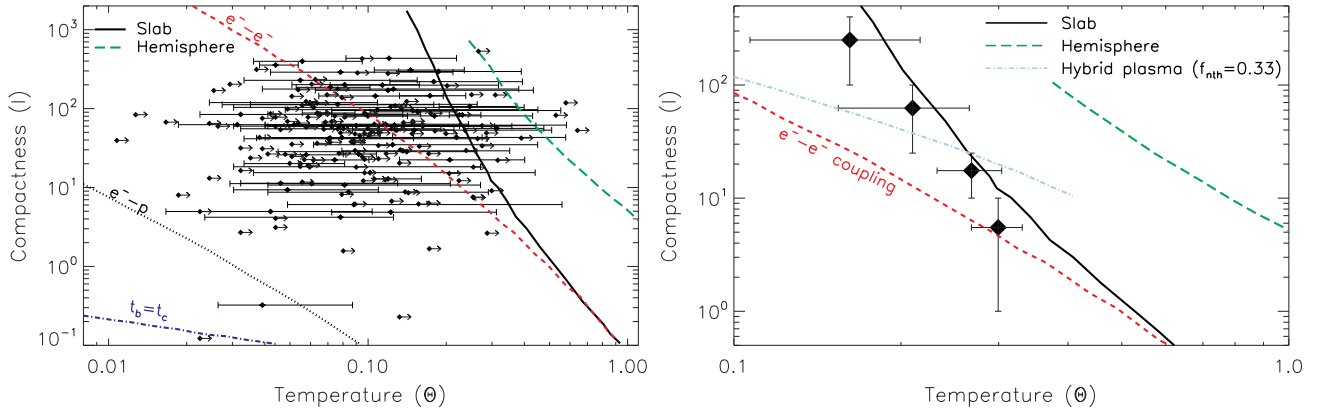 Slab
Hemisphere
e⁻–e⁻
e⁻–p
t_b=t_c
10³
10²
10¹
10⁰
10⁻¹
Compactness (l)
0.01
0.10
1.00
Temperature (Θ)
Slab
Hemisphere
Hybrid plasma (f_nth=0.33)
e⁻–e⁻ coupling
10²
10¹
10⁰
Compactness (l)
0.1
1.0
Temperature (Θ)